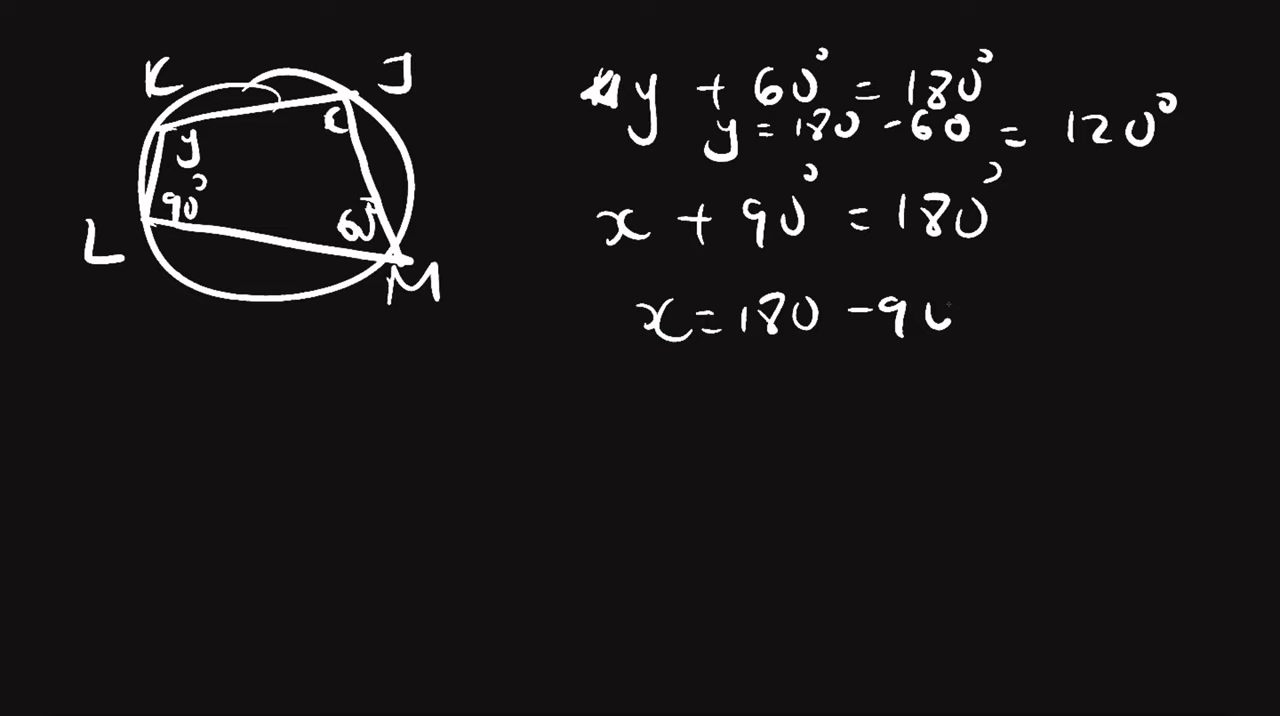 K J
y + 60° = 180°
y = 180 - 60 = 120°
y
90°
60°
L
M
x + 90° = 180°
x = 180 - 90